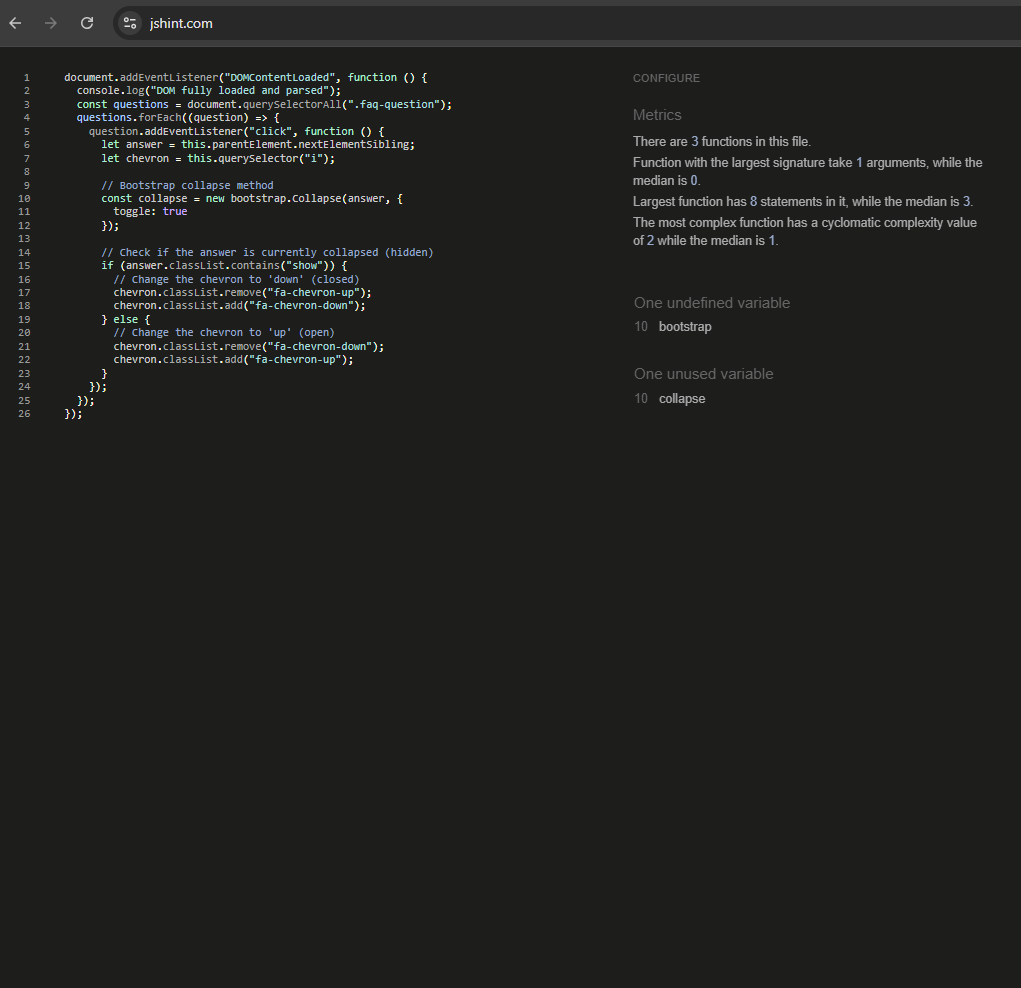 jshint.com
1 document.addEventListener("DOMContentLoaded", function () {
2 console.log("DOM fully loaded and parsed");
3 const questions = document.querySelectorAll(".faq-question");
4 questions.forEach((question) => {
5 question.addEventListener("click", function () {
6 let answer = this.parentElement.nextElementSibling;
7 let chevron = this.querySelector("i");
8
9 // Bootstrap collapse method
10 const collapse = new bootstrap.Collapse(answer, {
11 toggle: true
12 });
13
14 // Check if the answer is currently collapsed (hidden)
15 if (answer.classList.contains("show")) {
16 // Change the chevron to 'down' (closed)
17 chevron.classList.remove("fa-chevron-up");
18 chevron.classList.add("fa-chevron-down");
19 } else {
20 // Change the chevron to 'up' (open)
21 chevron.classList.remove("fa-chevron-down");
22 chevron.classList.add("fa-chevron-up");
23 }
24 });
25 });
26 });
CONFIGURE
Metrics
There are 3 functions in this file.
Function with the largest signature take 1 arguments, while the
median is 0.
Largest function has 8 statements in it, while the median is 3.
The most complex function has a cyclomatic complexity value
of 2 while the median is 1.
One undefined variable
10 bootstrap
One unused variable
10 collapse